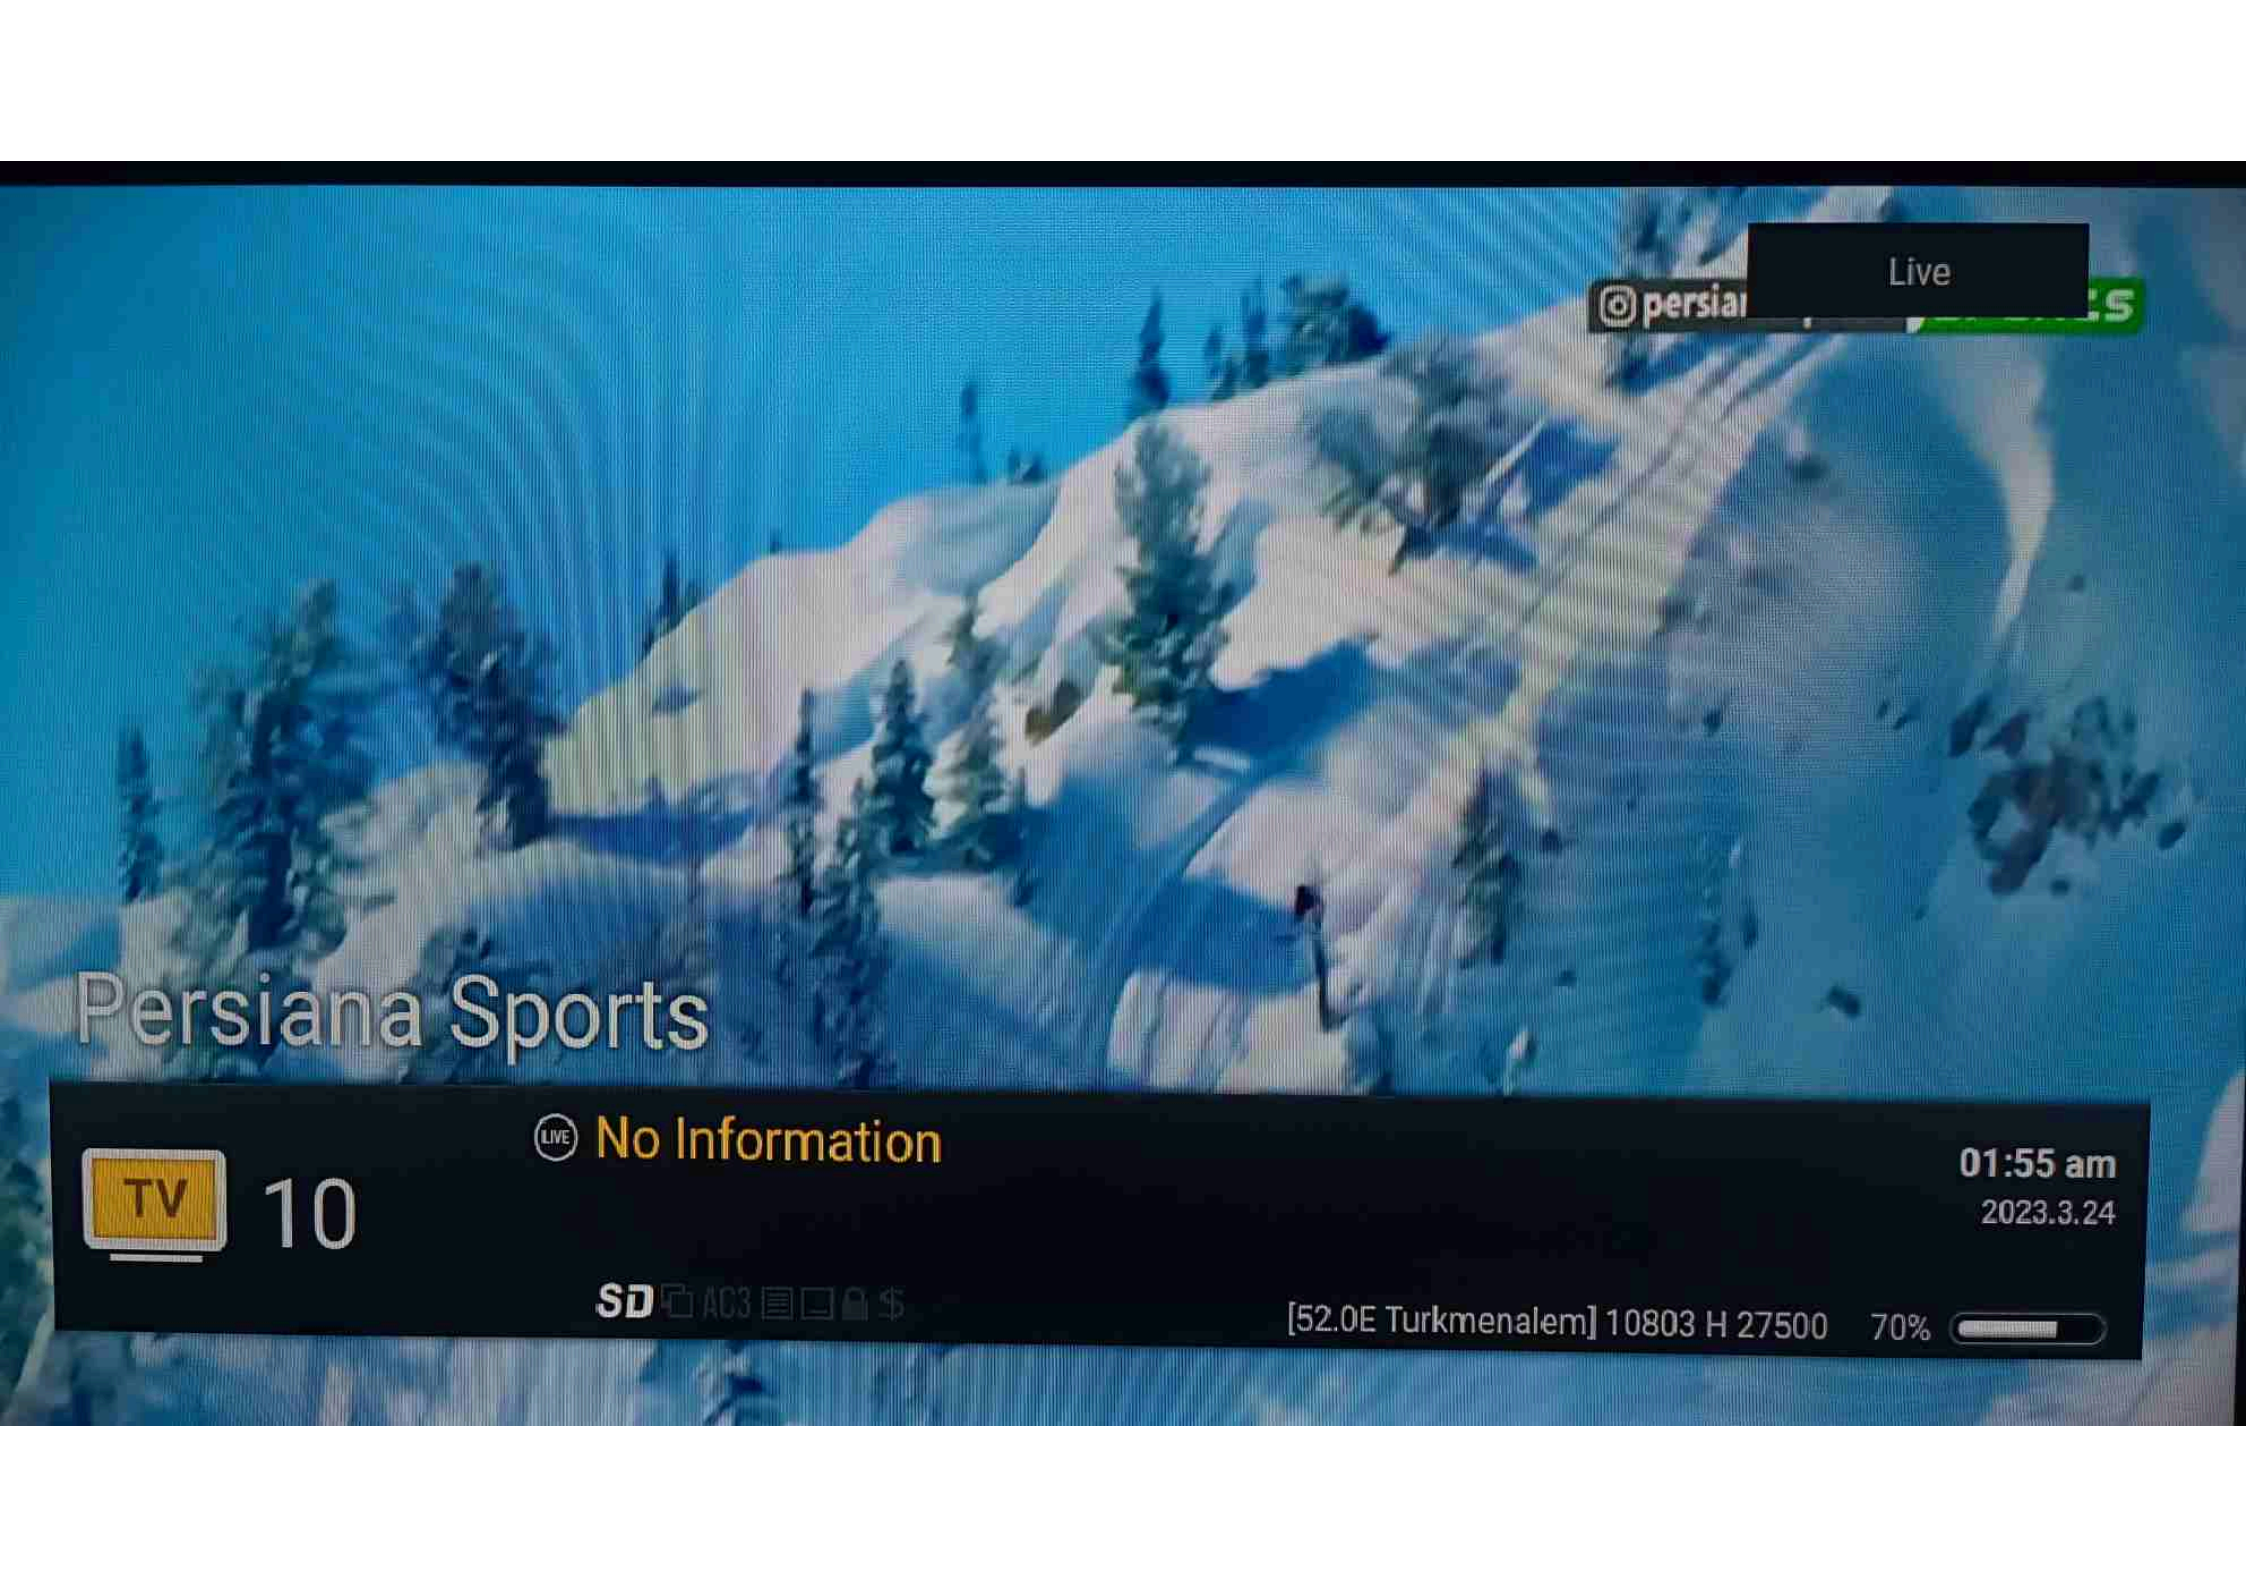 Live
Persiana Sports
LIVE No Information
TV 10
01:55 am
2023.3.24
SD AC3 $
[52.0E Turkmenalem] 10803 H 27500 70%